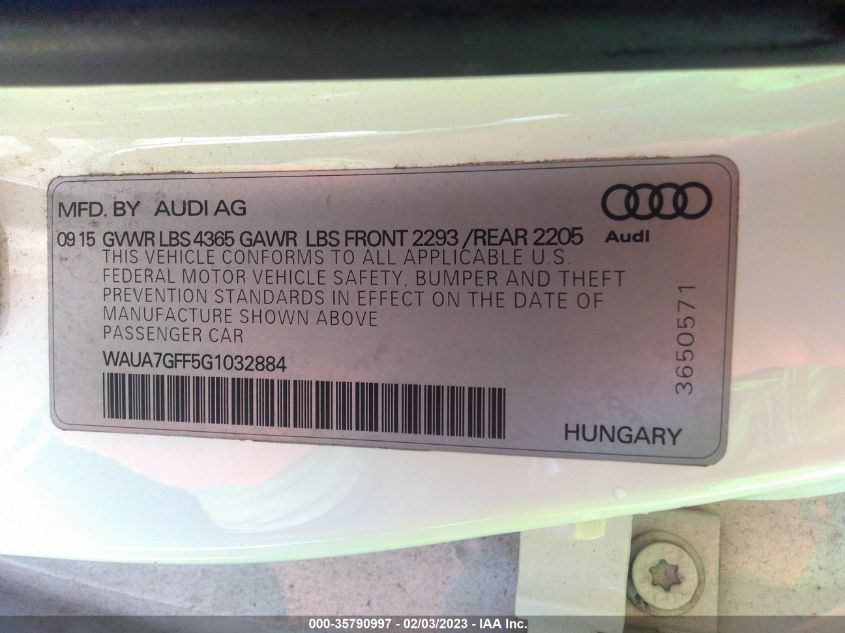 MFD. BY AUDI AG
09 15 GVWR LBS 4365 GAWR LBS FRONT 2293 /REAR 2205
Audi
THIS VEHICLE CONFORMS TO ALL APPLICABLE U.S.
FEDERAL MOTOR VEHICLE SAFETY, BUMPER AND THEFT
PREVENTION STANDARDS IN EFFECT ON THE DATE OF
MANUFACTURE SHOWN ABOVE
PASSENGER CAR
WAUA7GFF5G1032884
3650571
HUNGARY
000-35790997 - 02/03/2023 - IAA Inc.